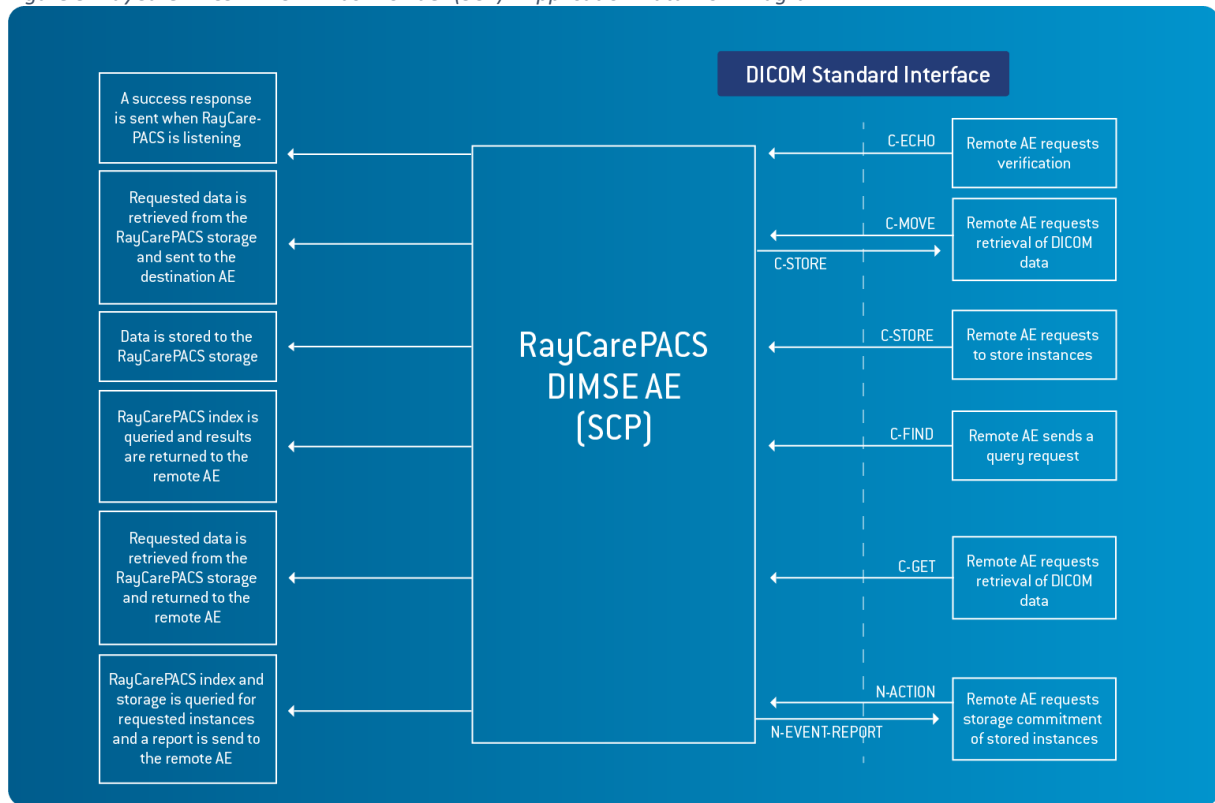 DICOM Standard Interface
A success response
is sent when RayCare-
PACS is listening
Requested data is
retrieved from the
RayCarePACS storage
and sent to the
destination AE
Data is stored to the
RayCarePACS storage
RayCarePACS index is
queried and results
are returned to the
remote AE
Requested data is
retrieved from the
RayCarePACS storage
and returned to the
remote AE
RayCarePACS index and
storage is queried for
requested instances
and a report is send to
the remote AE
RayCarePACS
DIMSE AE
(SCP)
C-ECHO
Remote AE requests
verification
C-MOVE
C-STORE
Remote AE requests
retrieval of DICOM
data
C-STORE
Remote AE requests
to store instances
C-FIND
Remote AE sends a
query request
C-GET
Remote AE requests
retrieval of DICOM
data
N-ACTION
N-EVENT-REPORT
Remote AE requests
storage commitment
of stored instances